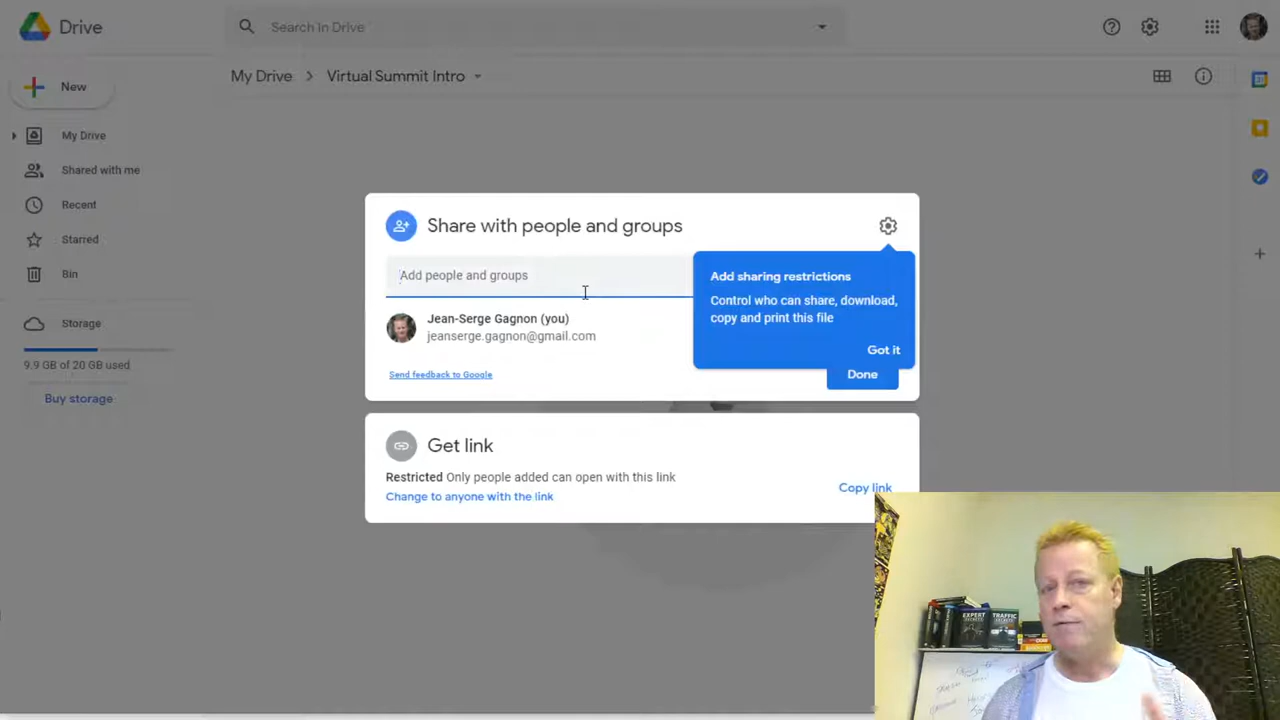 Drive
Search in Drive
New
My Drive
Virtual Summit Intro
My Drive
Shared with me
Recent
Starred
Bin
Storage
9.9 GB of 20 GB used
Buy storage
Share with people and groups
Add people and groups
Add sharing restrictions
Control who can share, download,
copy and print this file
Got it
Jean-Serge Gagnon (you)
jeanserge.gagnon@gmail.com
Send feedback to Google
Done
Get link
Restricted Only people added can open with this link
Change to anyone with the link
Copy link
EXPERT
TRAFFIC